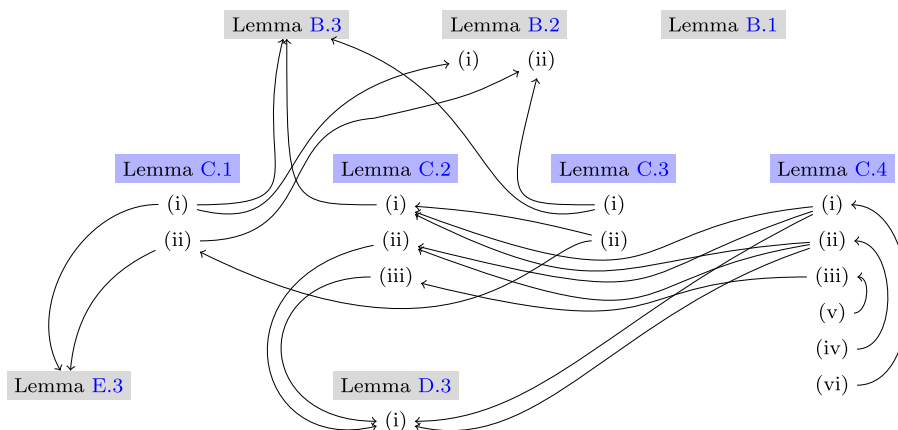 Lemma B.3 Lemma B.2 Lemma B.1
(i) (ii)
Lemma C.1 Lemma C.2 Lemma C.3 Lemma C.4
(i) (i) (i) (i)
(ii) (ii) (ii) (ii)
(iii) (iii)
(v)
(iv)
Lemma E.3 Lemma D.3 (vi)
(i)